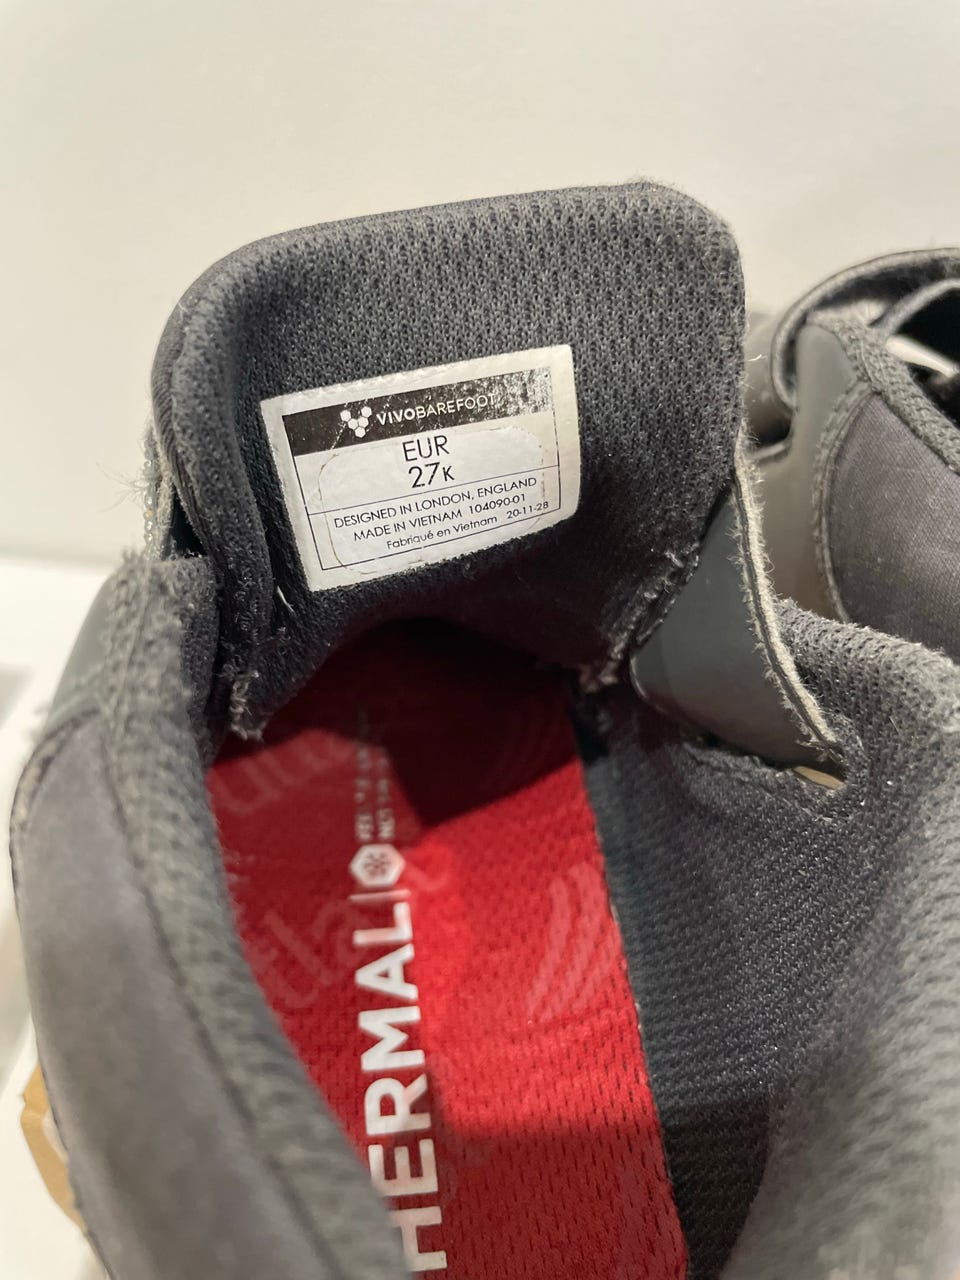 VIVOBAREFOOT
EUR
27K
DESIGNED IN LONDON, ENGLAND
MADE IN VIETNAM 104090-01
Fabriqué en Vietnam 20-11-28
HERMAL